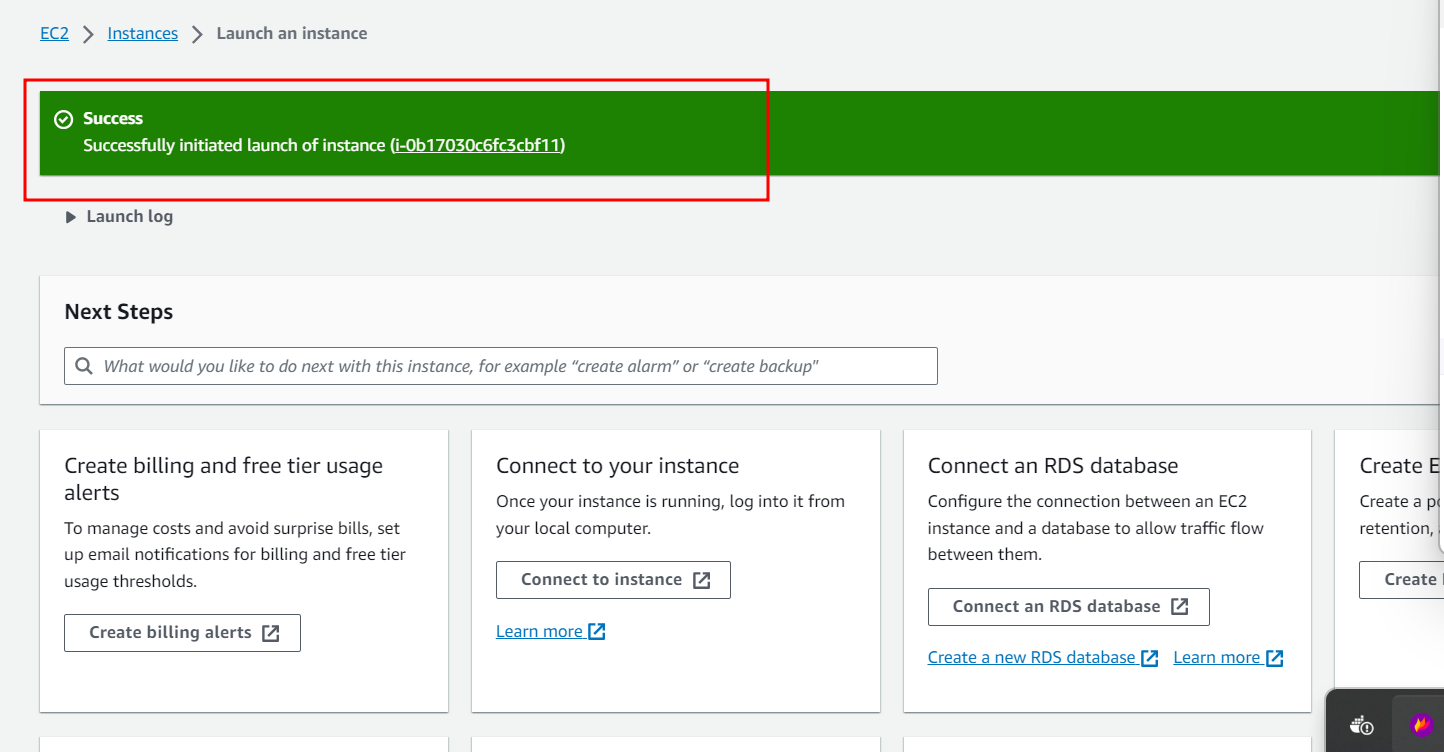 EC2 > Instances > Launch an instance
Success
Successfully initiated launch of instance (i-0b17030c6fc3cbf11)
Launch log
Next Steps
What would you like to do next with this instance, for example “create alarm” or “create backup"
Create billing and free tier usage
alerts
To manage costs and avoid surprise bills, set
up email notifications for billing and free tier
usage thresholds.
Create billing alerts
Connect to your instance
Once your instance is running, log into it from
your local computer.
Connect to instance
Learn more
Connect an RDS database
Configure the connection between an EC2
instance and a database to allow traffic flow
between them.
Connect an RDS database
Create a new RDS database Learn more
Create E
Create a
retention,
Create